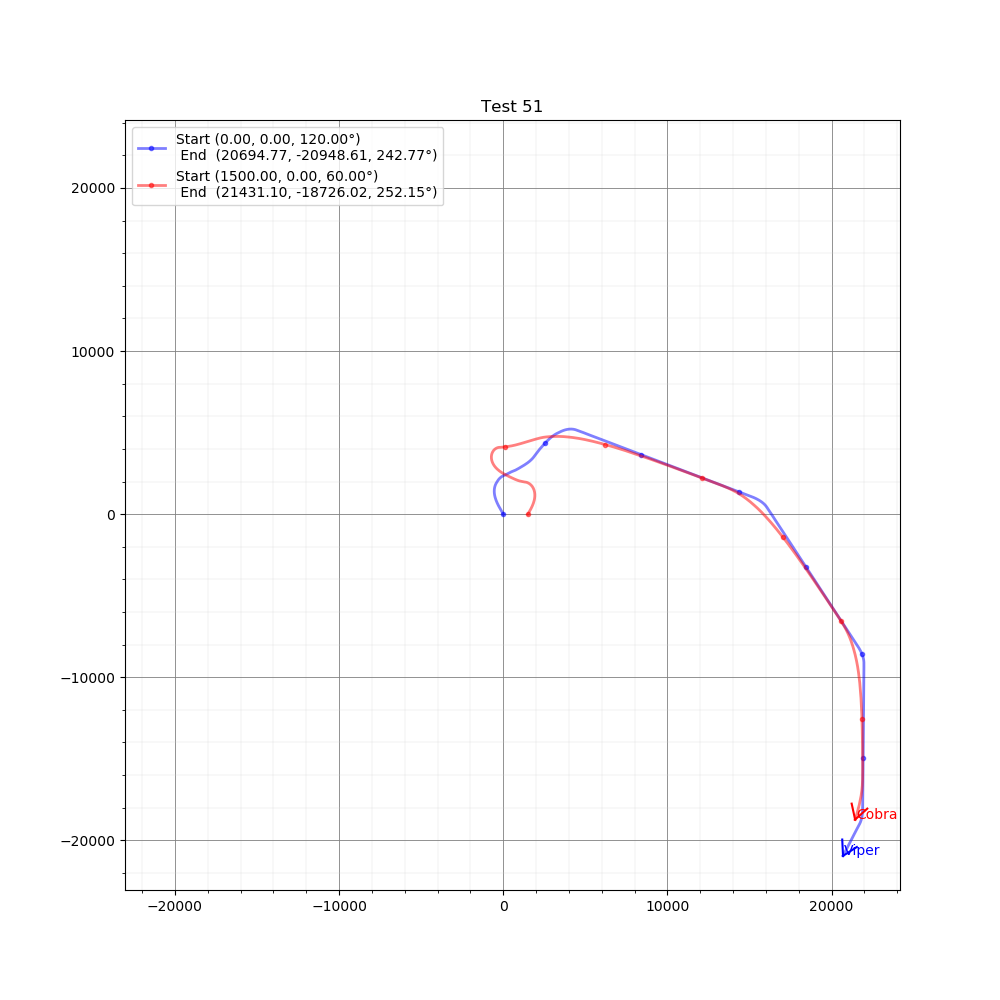 Test 51
Start (0.00, 0.00, 120.00°)
End (20694.77, -20948.61, 242.77°)
Start (1500.00, 0.00, 60.00°)
End (21431.10, -18726.02, 252.15°)
20000
10000
0
−10000
−20000
Cobra
Viper
−20000 −10000 0 10000 20000